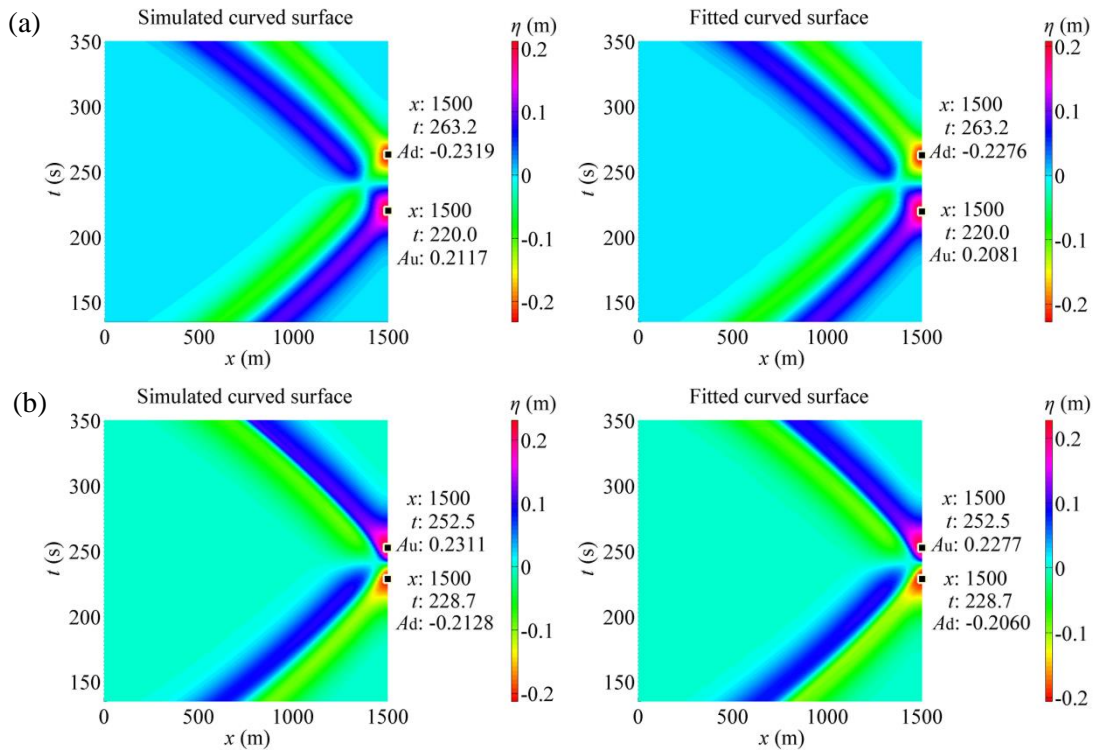 (a)
Simulated curved surface
η (m)
350
300
250
200
150
t (s)
0
500
1000
1500
x (m)
x: 1500
t: 263.2
Ad: -0.2319
x: 1500
t: 220.0
Au: 0.2117
0.2
0.1
0
-0.1
-0.2
Fitted curved surface
η (m)
350
300
250
200
150
t (s)
0
500
1000
1500
x (m)
x: 1500
t: 263.2
Ad: -0.2276
x: 1500
t: 220.0
Au: 0.2081
0.2
0.1
0
-0.1
-0.2
(b)
Simulated curved surface
η (m)
350
300
250
200
150
t (s)
0
500
1000
1500
x (m)
x: 1500
t: 252.5
Au: 0.2311
x: 1500
t: 228.7
Ad: -0.2128
0.2
0.1
0
-0.1
-0.2
Fitted curved surface
η (m)
350
300
250
200
150
t (s)
0
500
1000
1500
x (m)
x: 1500
t: 252.5
Au: 0.2277
x: 1500
t: 228.7
Ad: -0.2060
0.2
0.1
0
-0.1
-0.2